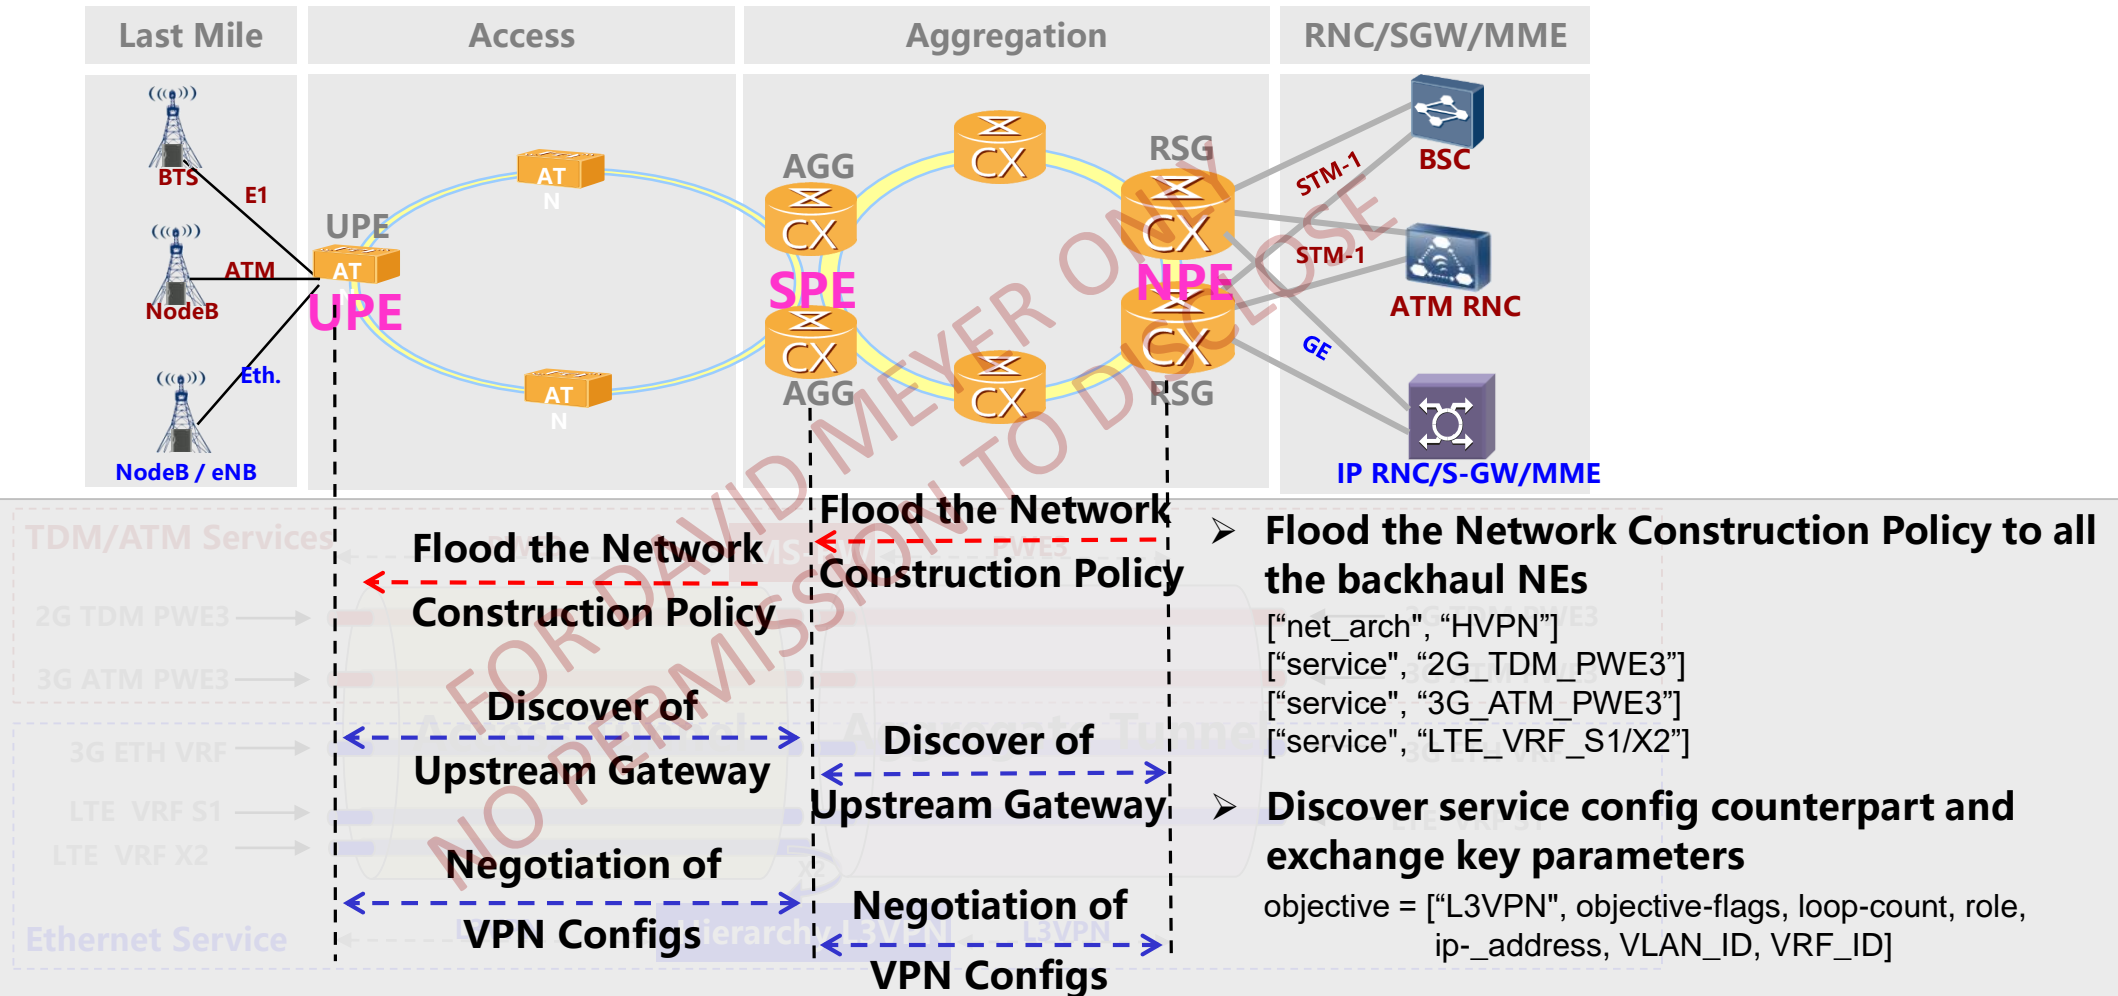 Last Mile
Access
Aggregation
RNC/SGW/MME
BTS
E1
NodeB
ATM
Eth.
NodeB / eNB
UPE
AT
N
UPE
AT
N
AT
N
AGG
CX
SPE
CX
AGG
CX
CX
RSG
CX
NPE
CX
RSG
STM-1
STM-1
GE
BSC
ATM RNC
IP RNC/S-GW/MME
FOR DAVID MEYER ONLY
NO PERMISSION TO DISCLOSE
TDM/ATM Services
2G TDM PWE3
3G ATM PWE3
3G ETH VRF
LTE VRF S1
LTE VRF X2
Ethernet Service
Flood the Network
Construction Policy
Flood the Network
Construction Policy
PWE3
Discover of
Upstream Gateway
Discover of
Upstream Gateway
Aggregate Tunnel
X2
Negotiation of
VPN Configs
Negotiation of
VPN Configs
Hierarchy L3VPN
L3VPN
➢ Flood the Network Construction Policy to all
the backhaul NEs
[“net_arch", “HVPN”]
[“service", “2G_TDM_PWE3”]
[“service", “3G_ATM_PWE3”]
[“service", “LTE_VRF_S1/X2”]
➢ Discover service config counterpart and
exchange key parameters
objective = [“L3VPN", objective-flags, loop-count, role,
ip-_address, VLAN_ID, VRF_ID]